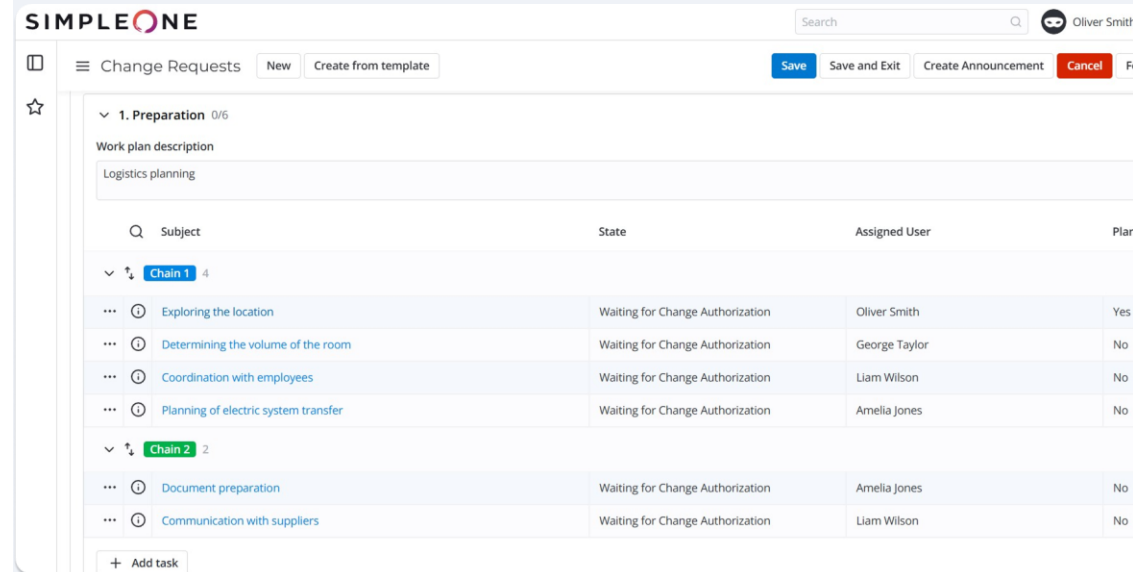 SIMPLEONE
Search
Oliver Smith
Change Requests New Create from template Save Save and Exit Create Announcement Cancel
1. Preparation 0/6
Work plan description
Logistics planning
Subject State Assigned User
Chain 1 4
Exploring the location Waiting for Change Authorization Oliver Smith Yes
Determining the volume of the room Waiting for Change Authorization George Taylor No
Coordination with employees Waiting for Change Authorization Liam Wilson No
Planning of electric system transfer Waiting for Change Authorization Amelia Jones No
Chain 2 2
Document preparation Waiting for Change Authorization Amelia Jones No
Communication with suppliers Waiting for Change Authorization Liam Wilson No
+ Add task